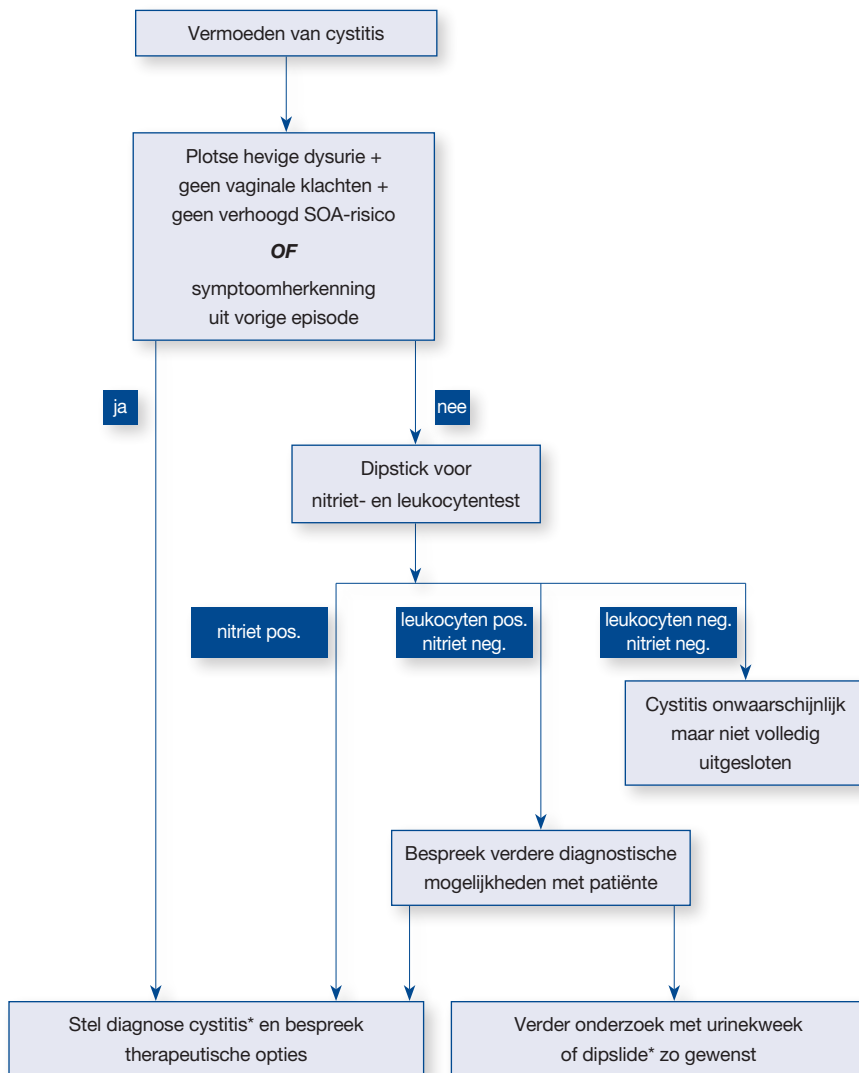 Vermoeden van cystitis
Plotse hevige dysurie +
geen vaginale klachten +
geen verhoogd SOA-risico
OF
symptoomherkenning
uit vorige episode
ja
nee
Dipstick voor
nitriet- en leukocytentest
nitriet pos.
leukocyten pos.
nitriet neg.
leukocyten neg.
nitriet neg.
Cystitis onwaarschijnlijk
maar niet volledig
uitgesloten
Bespreek verdere diagnostische
mogelijkheden met patiënte
Stel diagnose cystitis* en bespreek
therapeutische opties
Verder onderzoek met urinekweek
of dipslide* zo gewenst